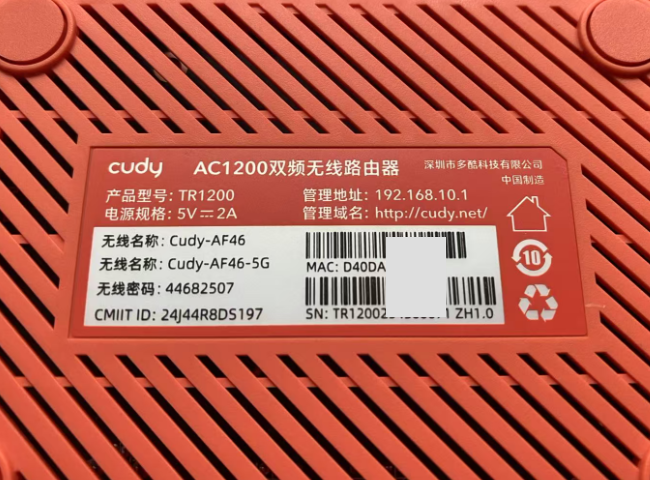 cudy AC1200双频无线路由器 深圳市多酷科技有限公司
中国制造
产品型号: TR1200 管理地址: 192.168.10.1
电源规格: 5V⎓2A 管理域名: http://cudy.net/
无线名称: Cudy-AF46
无线名称: Cudy-AF46-5G
无线密码: 44682507
CMIIT ID: 24J44R8DS197
MAC: D40DA
SN: TR1200 ZH1.0
10